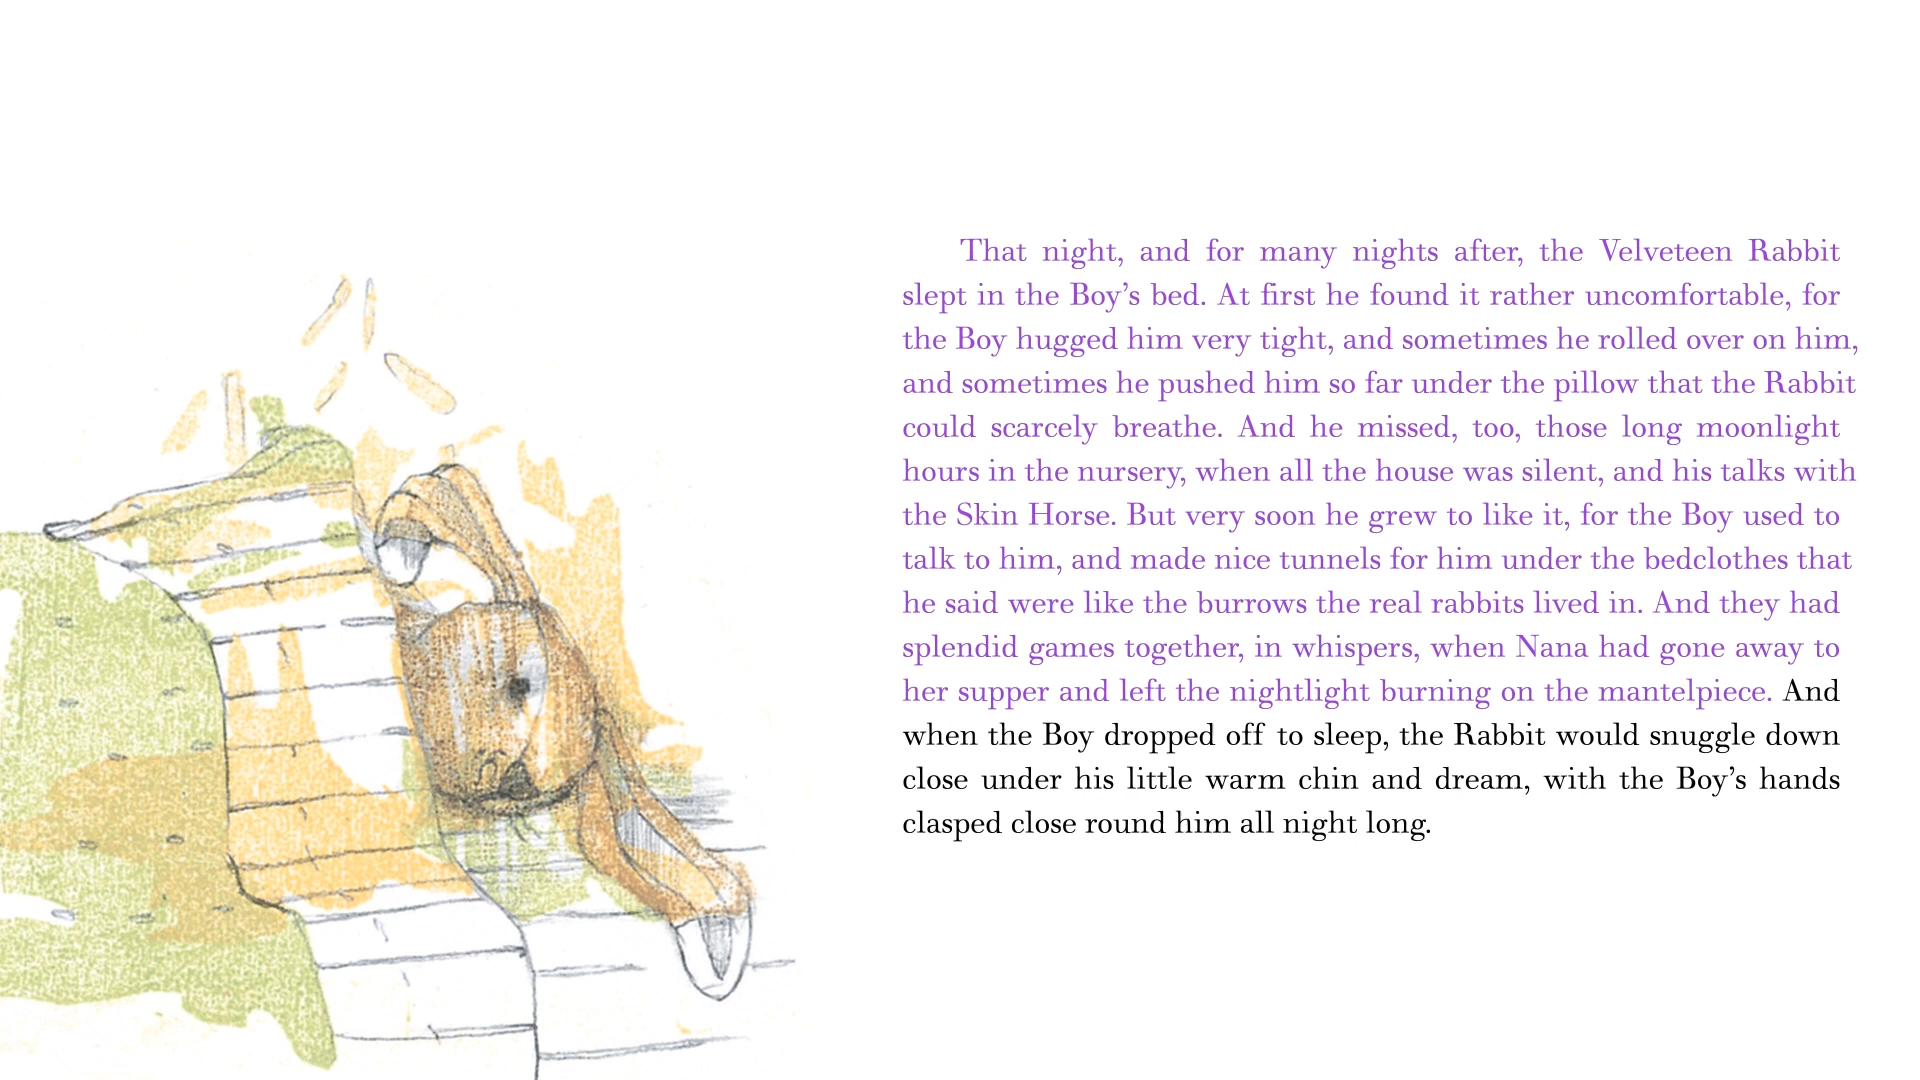 That night, and for many nights after, the Velveteen Rabbit
slept in the Boy’s bed. At first he found it rather uncomfortable, for
the Boy hugged him very tight, and sometimes he rolled over on him,
and sometimes he pushed him so far under the pillow that the Rabbit
could scarcely breathe. And he missed, too, those long moonlight
hours in the nursery, when all the house was silent, and his talks with
the Skin Horse. But very soon he grew to like it, for the Boy used to
talk to him, and made nice tunnels for him under the bedclothes that
he said were like the burrows the real rabbits lived in. And they had
splendid games together, in whispers, when Nana had gone away to
her supper and left the nightlight burning on the mantelpiece. And
when the Boy dropped off to sleep, the Rabbit would snuggle down
close under his little warm chin and dream, with the Boy’s hands
clasped close round him all night long.